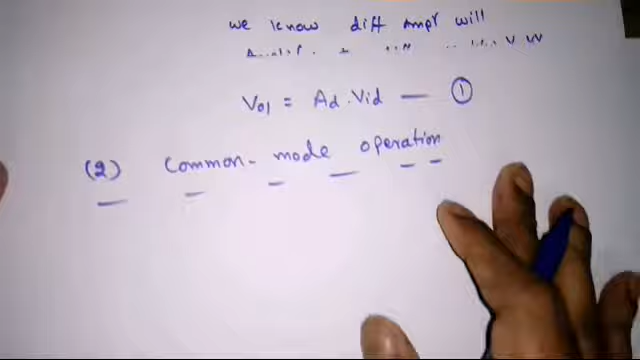 we know diff Ampr will
Vo1 = Ad.Vid — ①
(2) Common-mode operation